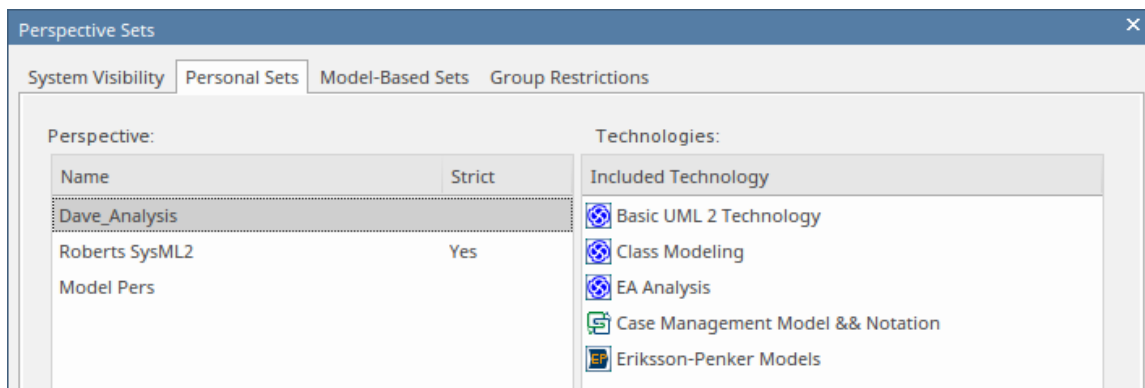 Perspective Sets
System Visibility Personal Sets Model-Based Sets Group Restrictions
Perspective: Technologies:
Name Strict Included Technology
Dave_Analysis Basic UML 2 Technology
Roberts SysML2 Yes Class Modeling
Model Pers EA Analysis
Case Management Model && Notation
EP Eriksson-Penker Models